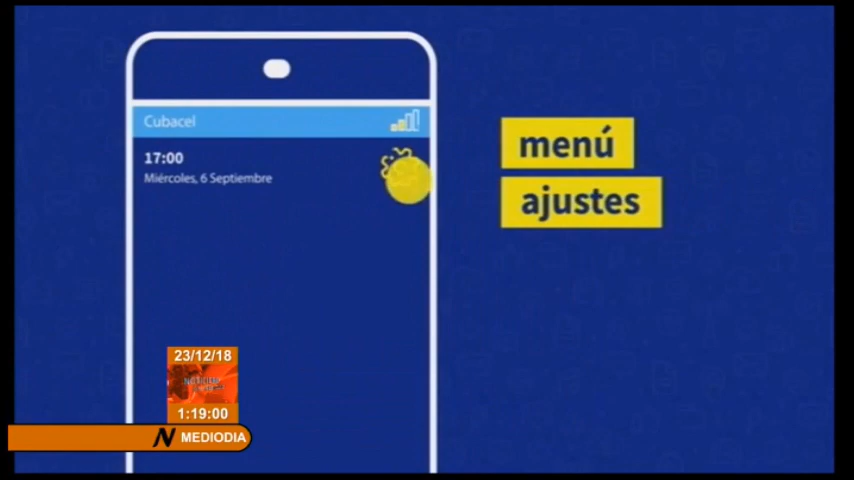 Cubacel
17:00
Miércoles, 6 Septiembre
menú
ajustes
23/12/18
1:19:00
N MEDIODIA